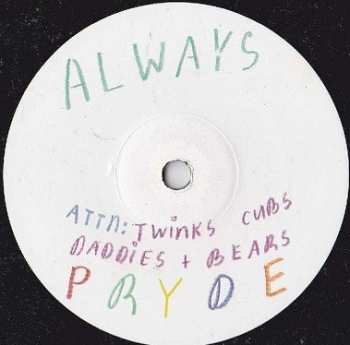 ALWAYS
ATTN: TWINKS CUBS
DADDIES + BEARS
PRYDE